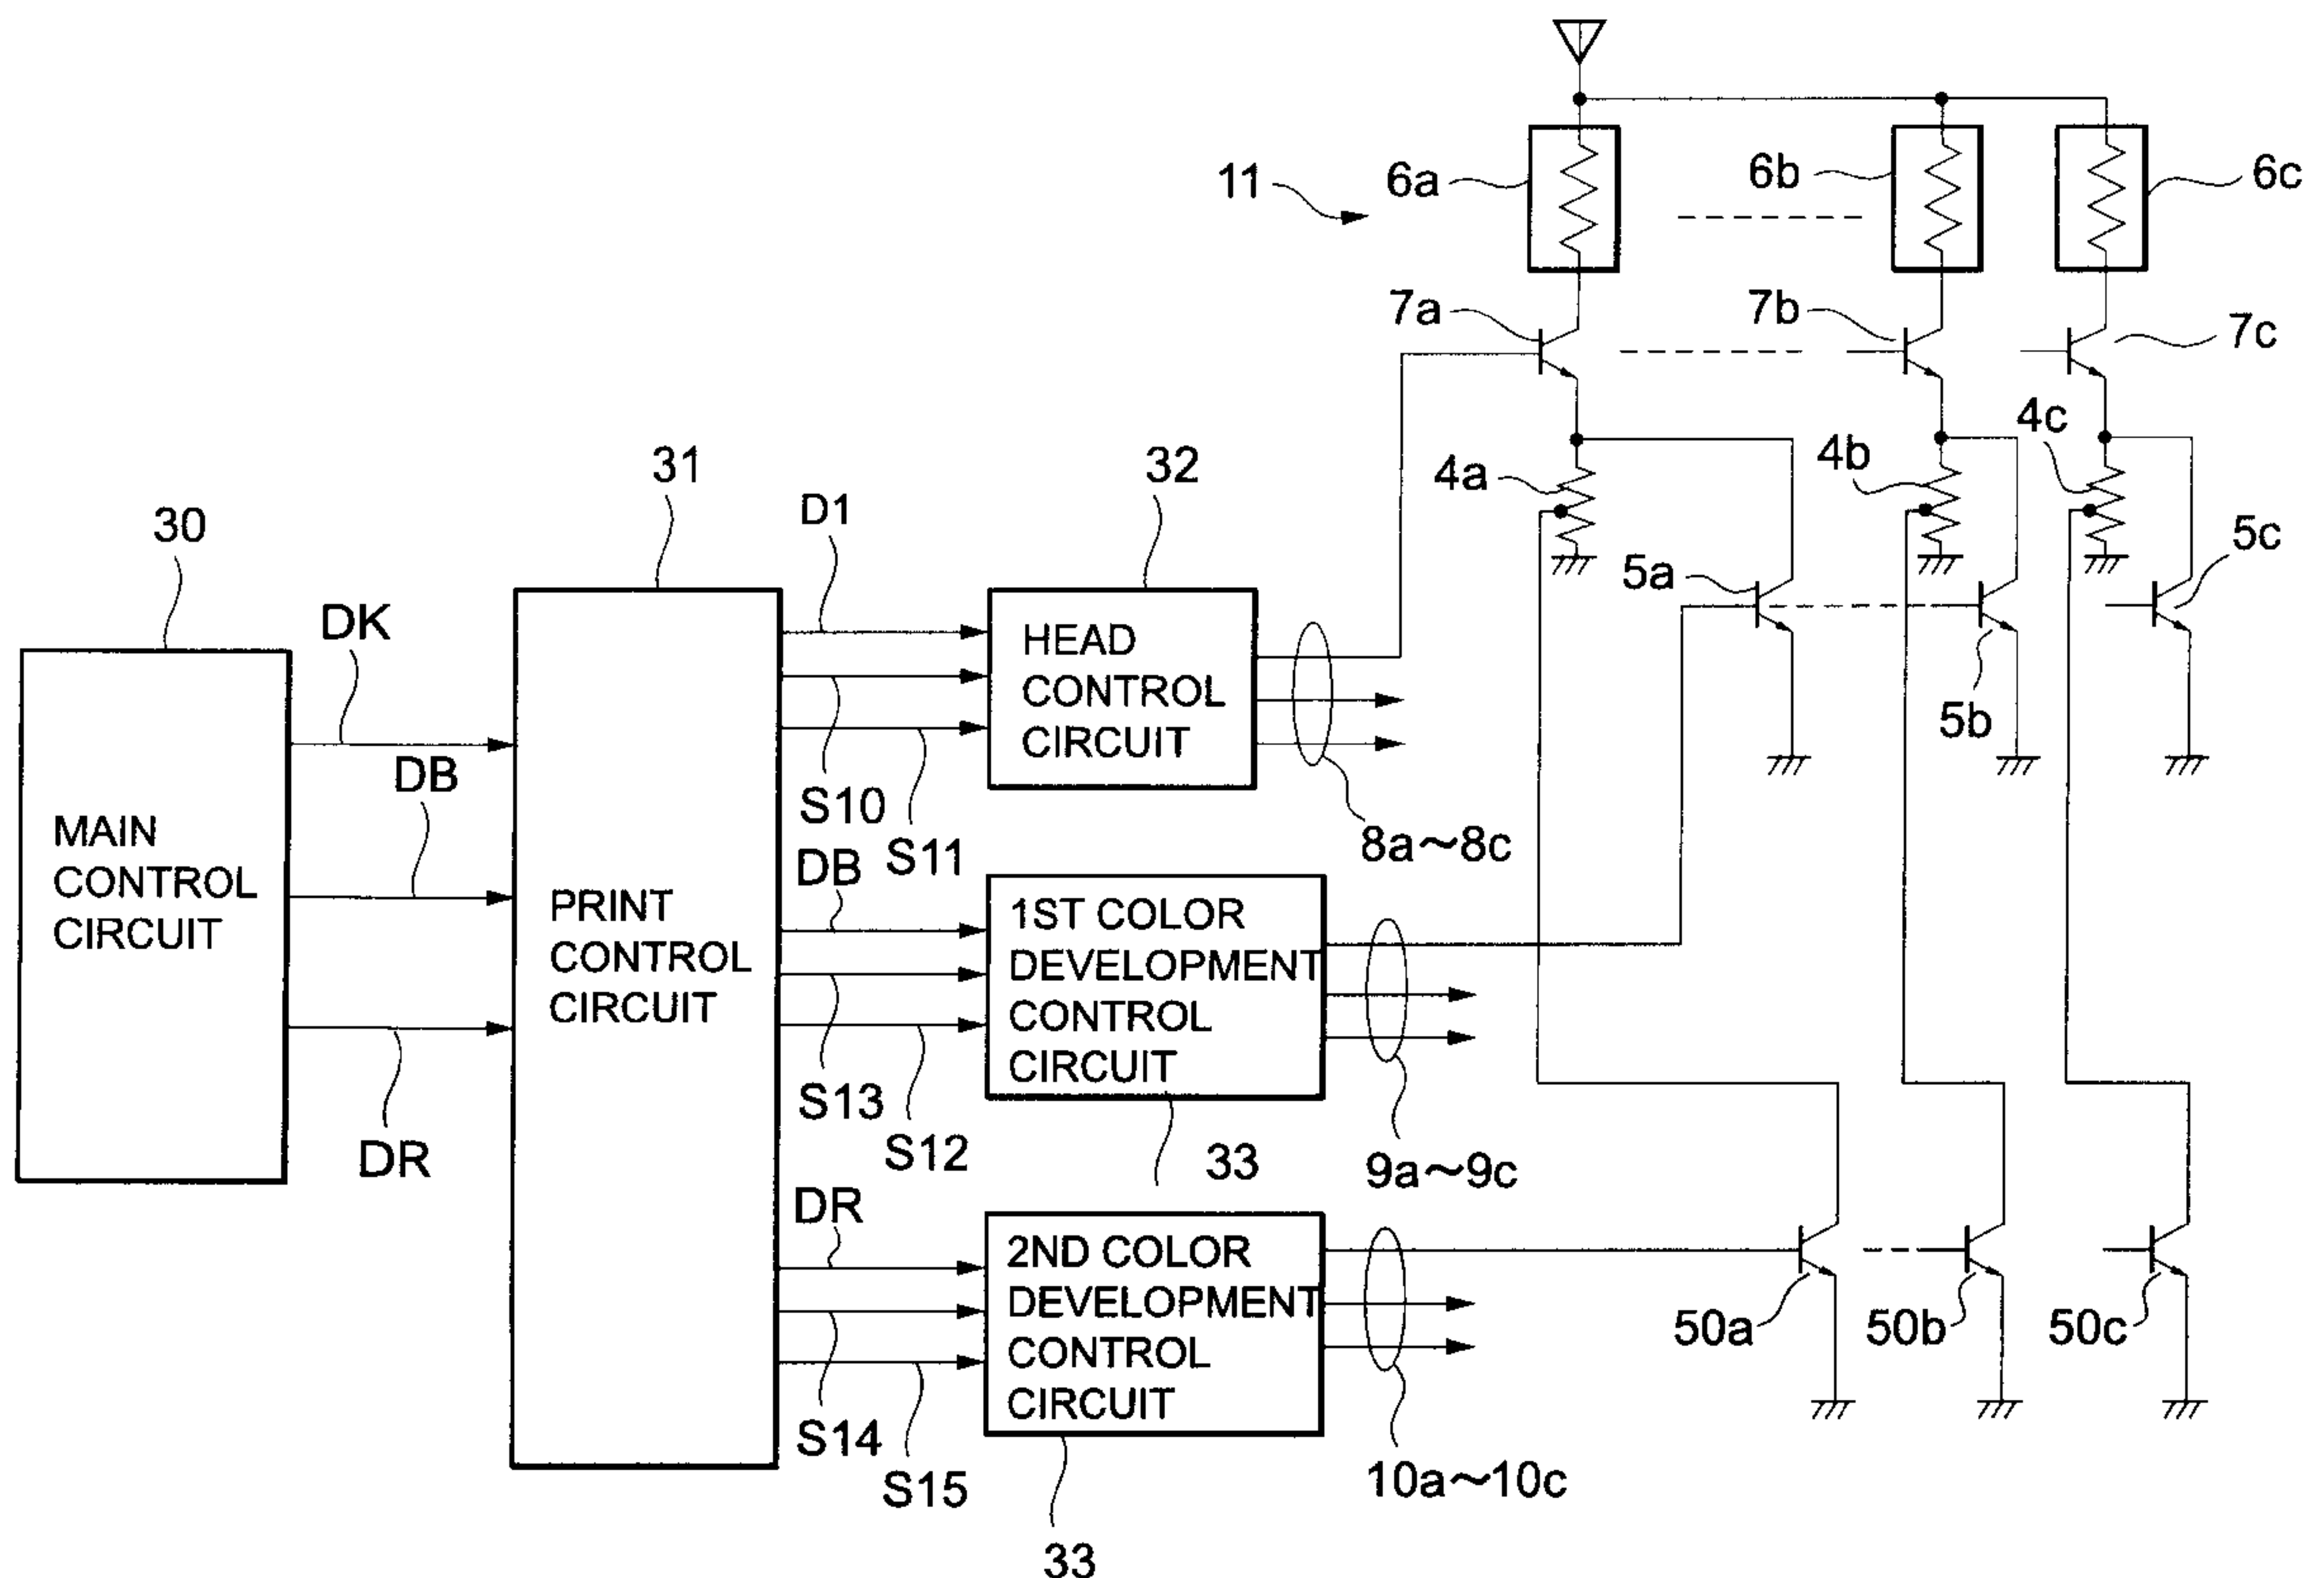 11
6a
6b
6c
7a
7b
7c
4a
4b
4c
5a
5b
5c
30
31
32
DK
DB
DR
D1
S10
S11
MAIN
CONTROL
CIRCUIT
PRINT
CONTROL
CIRCUIT
HEAD
CONTROL
CIRCUIT
8a~8c
DB
S13
S12
1ST COLOR
DEVELOPMENT
CONTROL
CIRCUIT
33
9a~9c
DR
S14
S15
2ND COLOR
DEVELOPMENT
CONTROL
CIRCUIT
33
10a~10c
50a
50b
50c